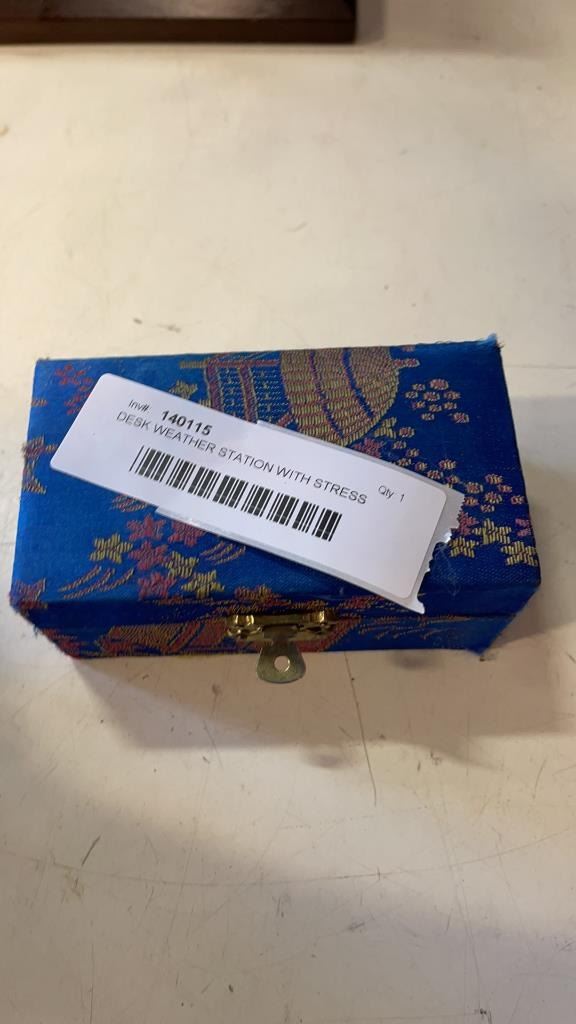 Inv# 140115
DESK WEATHER STATION WITH STRESS
Qty 1